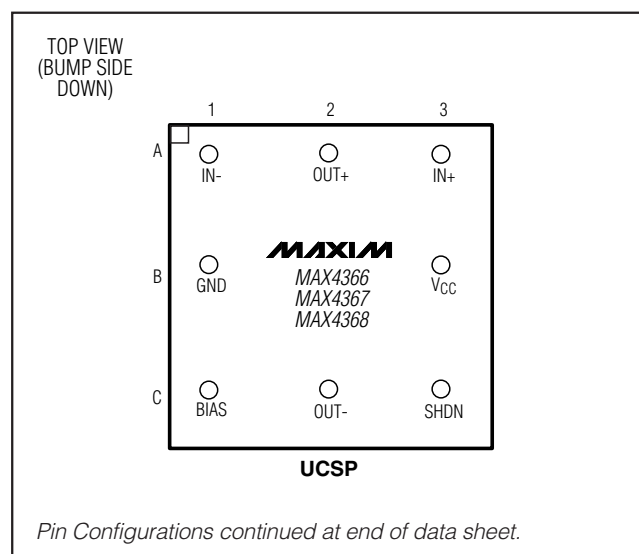 TOP VIEW
(BUMP SIDE
DOWN)
1 2 3
A
IN- OUT+ IN+
MAXIM
B
GND MAX4366 VCC
MAX4367
MAX4368
C
BIAS OUT- SHDN
UCSP
Pin Configurations continued at end of data sheet.